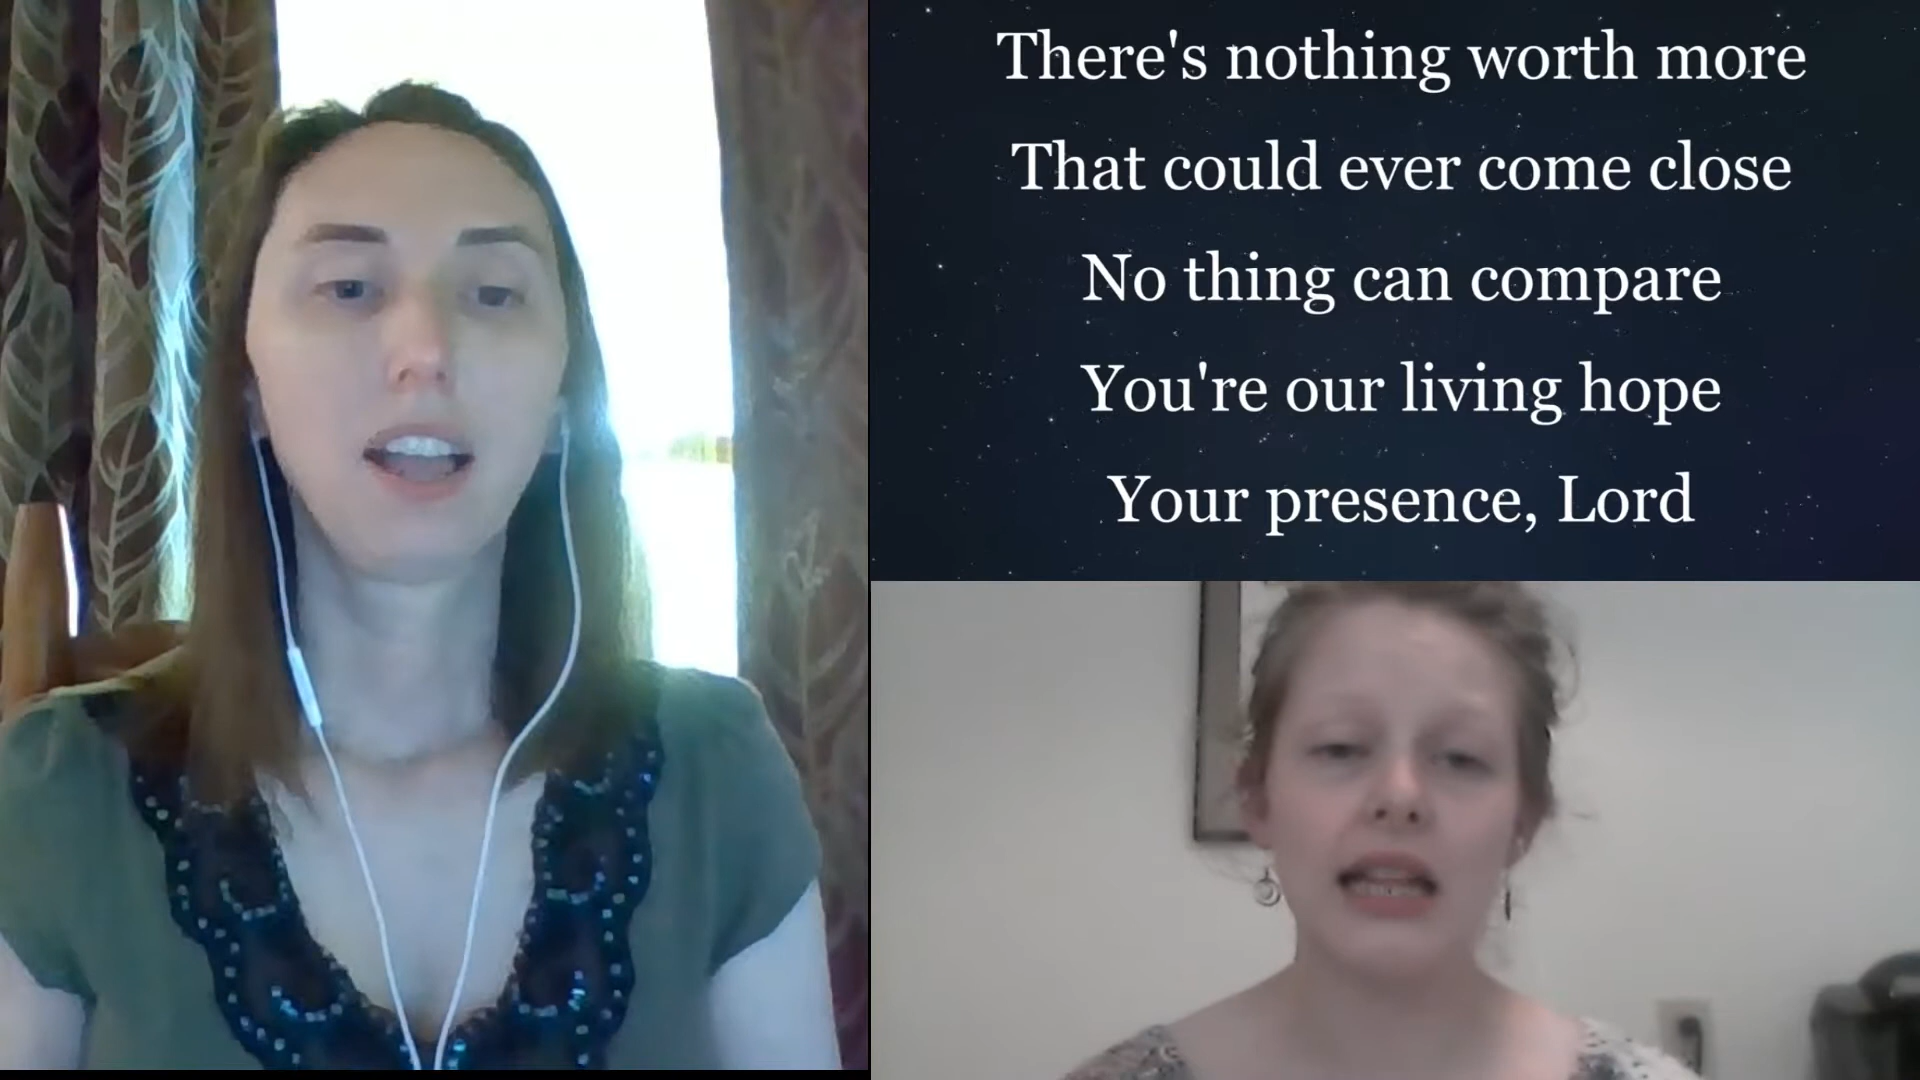 There's nothing worth more
That could ever come close
No thing can compare
You're our living hope
Your presence, Lord